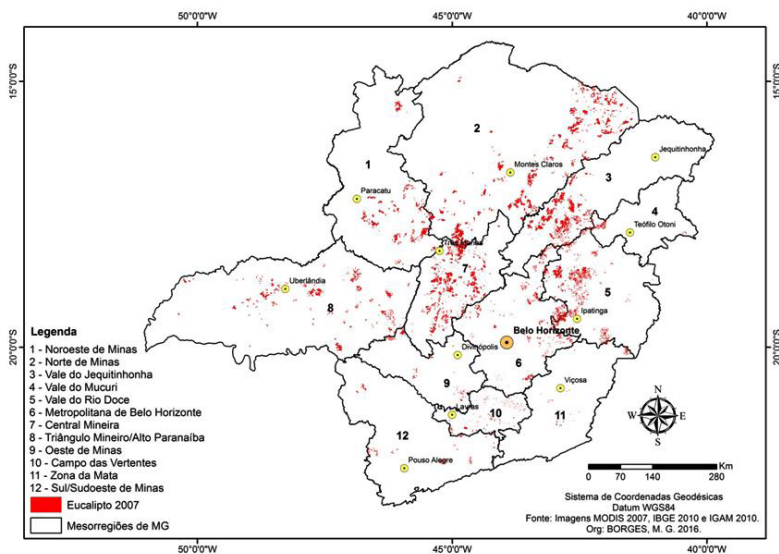 50°0'0"W 45°0'0"W 40°0'0"W
15°0'0"S 15°0'0"S
2
Jequitinhonha
1
Montes Claros
3
Paracatu
4
Teófilo Otoni
Três Marias
7
Uberlândia
5
8
Ipatinga
20°0'0"S 20°0'0"S
Belo Horizonte
Divinópolis
6
9
Viçosa
Lavras
10
11
12
Pouso Alegre
Legenda
1 - Noroeste de Minas
2 - Norte de Minas
3 - Vale do Jequitinhonha
4 - Vale do Mucuri
5 - Vale do Rio Doce
6 - Metropolitana de Belo Horizonte
7 - Central Mineira
8 - Triângulo Mineiro/Alto Paranaíba
9 - Oeste de Minas
10 - Campo das Vertentes
11 - Zona da Mata
12 - Sul/Sudoeste de Minas
Eucalipto 2007
Mesorregiões de MG
N
W E
S
Km
0 70 140 280
Sistema de Coordenadas Geodésicas
Datum WGS84
Fonte: Imagens MODIS 2007, IBGE 2010 e IGAM 2010.
Org: BORGES, M. G. 2016.
50°0'0"W 45°0'0"W 40°0'0"W